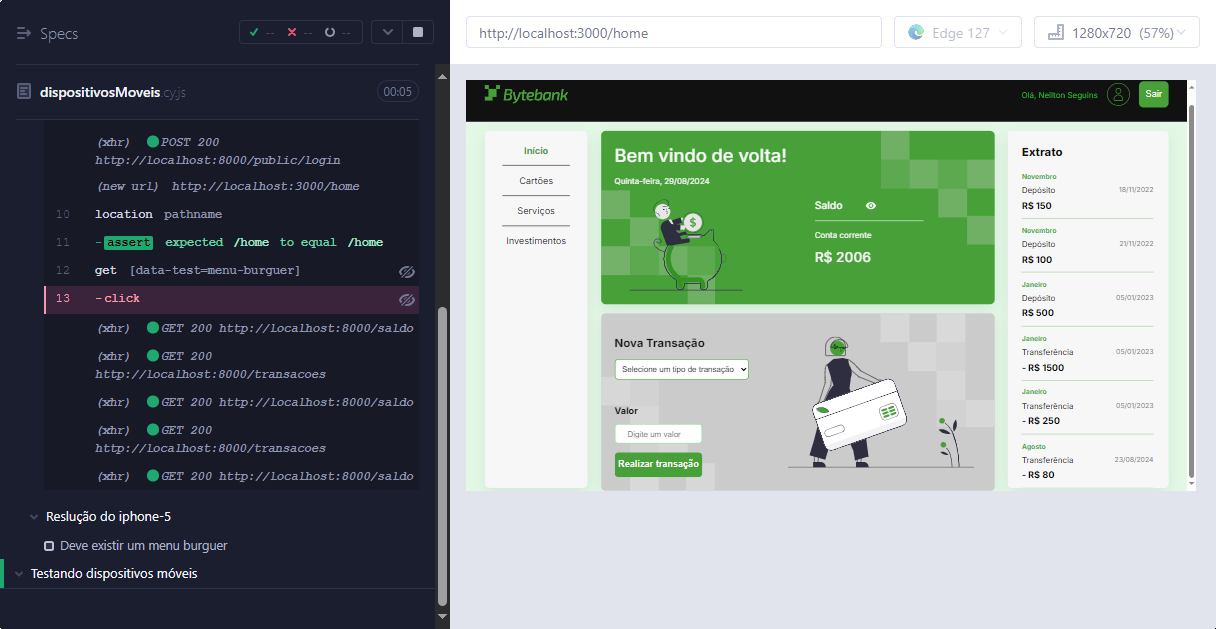 Specs
-- -- --
dispositivosMoveis.cy.js
00:05
(xhr) POST 200
http://localhost:8000/public/login
(new url) http://localhost:3000/home
10 location pathname
11 -assert expected /home to equal /home
12 get [data-test=menu-burguer]
13 -click
(xhr) GET 200 http://localhost:8000/saldo
(xhr) GET 200
http://localhost:8000/transacoes
(xhr) GET 200 http://localhost:8000/saldo
(xhr) GET 200
http://localhost:8000/transacoes
(xhr) GET 200 http://localhost:8000/saldo
Reslução do iphone-5
Deve existir um menu burguer
Testando dispositivos móveis
http://localhost:3000/home
Edge 127
1280x720 (57%)
Bytebank
Olá, Neilton Seguins
Sair
Início
Cartões
Serviços
Investimentos
Bem vindo de volta!
Quinta-feira, 29/08/2024
Saldo
Conta corrente
R$ 2006
Nova Transação
Selecione um tipo de transação
Valor
Digite um valor
Realizar transação
Extrato
Novembro
Depósito 18/11/2022
R$ 150
Novembro
Depósito 21/11/2022
R$ 100
Janeiro
Depósito 05/01/2023
R$ 500
Janeiro
Transferência 05/01/2023
- R$ 1500
Janeiro
Transferência 05/01/2023
- R$ 250
Agosto
Transferência 23/08/2024
- R$ 80